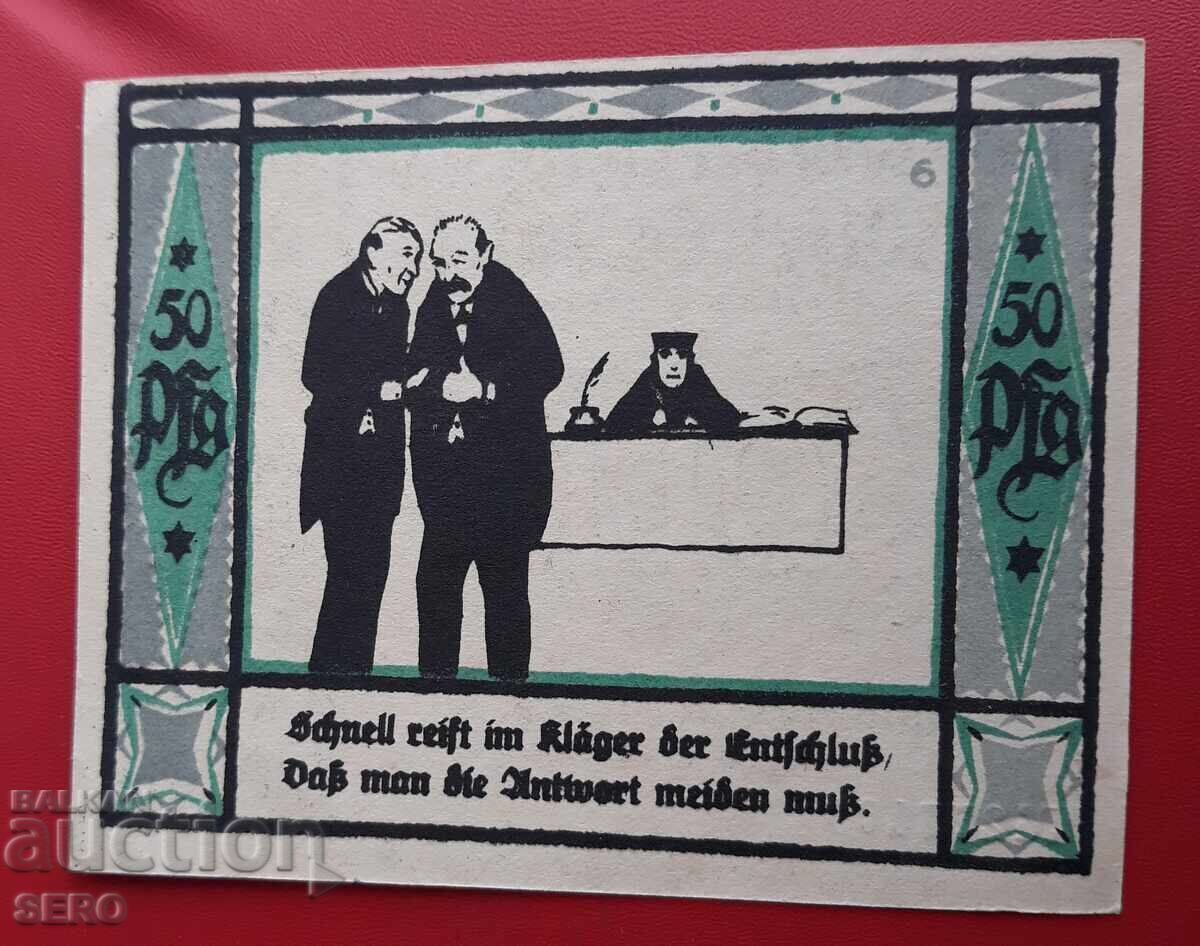 6
50
Pfg
50
Pfg
Schnell reift im Kläger der Entschluß,
Daß man die Antwort meiden muß.
BALKAN
auction
SERO